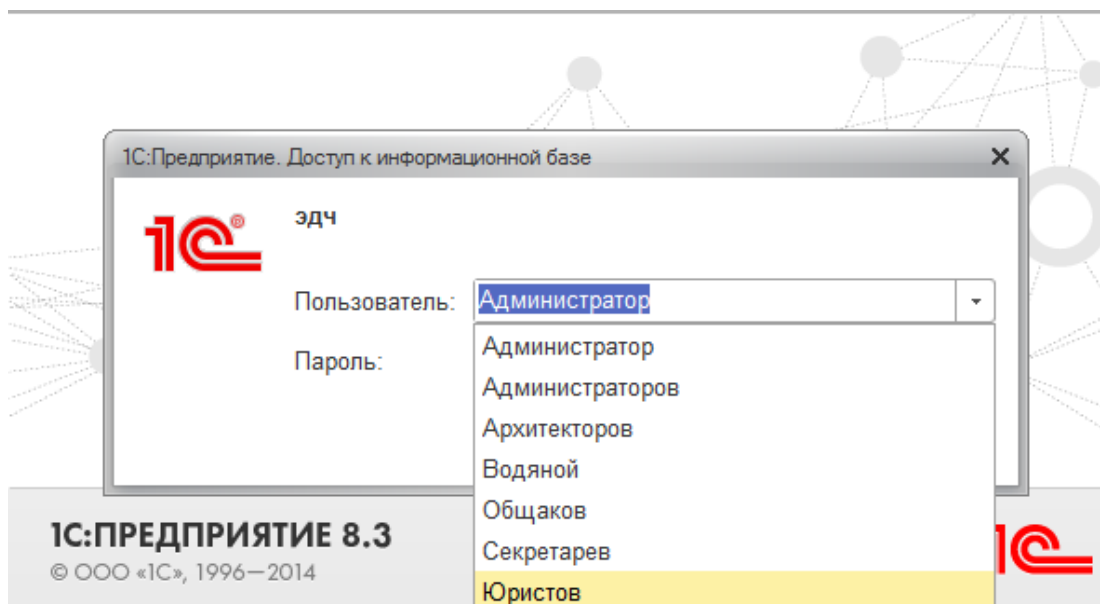 1С:Предприятие. Доступ к информационной базе
1С®
эдч
Пользователь: Администратор
Пароль:
Администратор
Администраторов
Архитекторов
Водяной
Общаков
Секретарев
Юристов
1С:ПРЕДПРИЯТИЕ 8.3
© ООО «1С», 1996—2014
1С